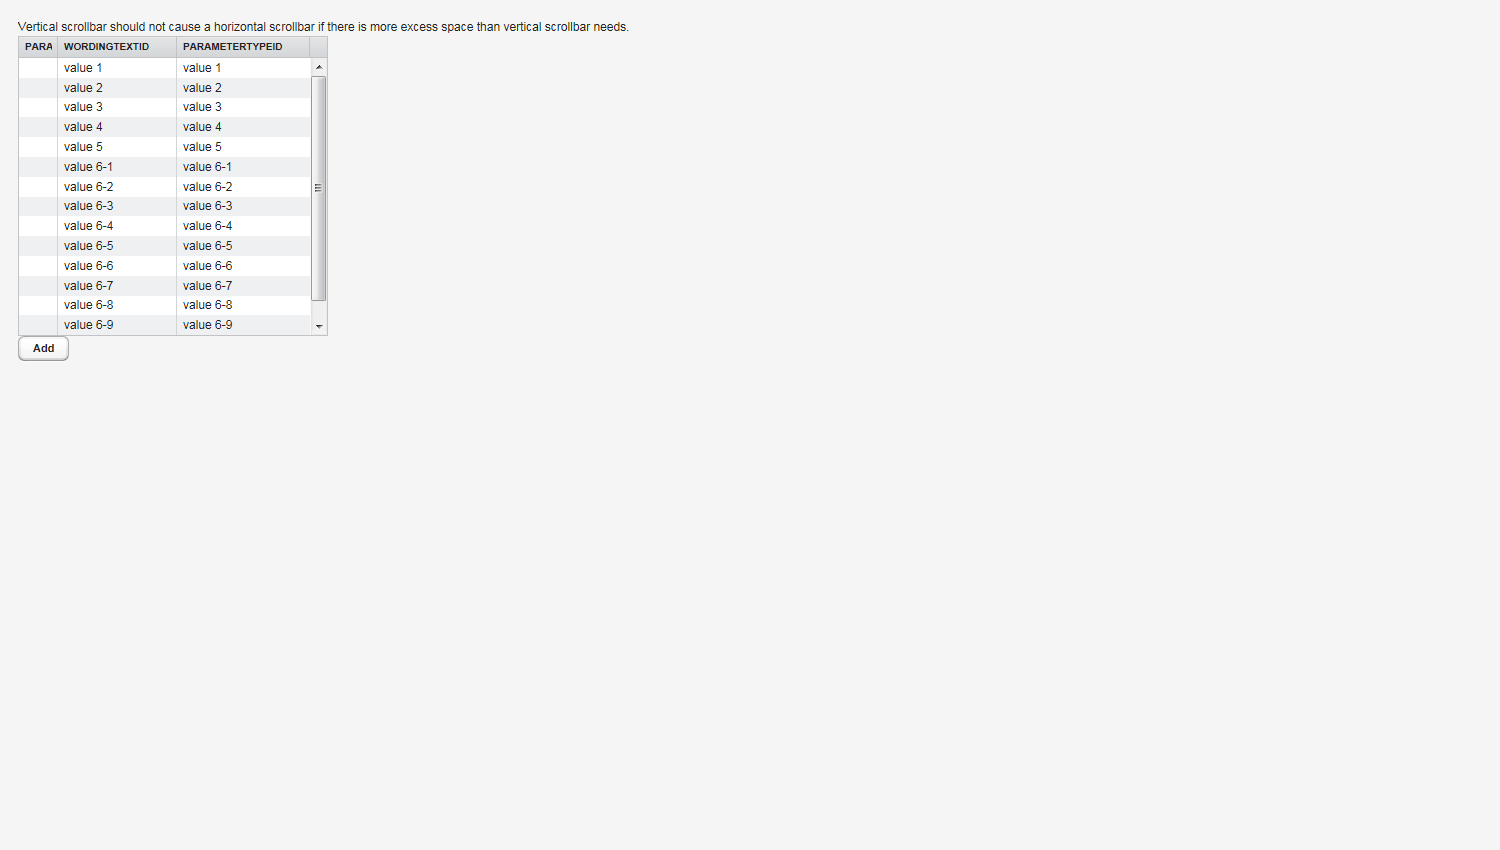 Vertical scrollbar should not cause a horizontal scrollbar if there is more excess space than vertical scrollbar needs.
PARA WORDINGTEXTID PARAMETERTYPEID
value 1 value 1
value 2 value 2
value 3 value 3
value 4 value 4
value 5 value 5
value 6-1 value 6-1
value 6-2 value 6-2
value 6-3 value 6-3
value 6-4 value 6-4
value 6-5 value 6-5
value 6-6 value 6-6
value 6-7 value 6-7
value 6-8 value 6-8
value 6-9 value 6-9
Add